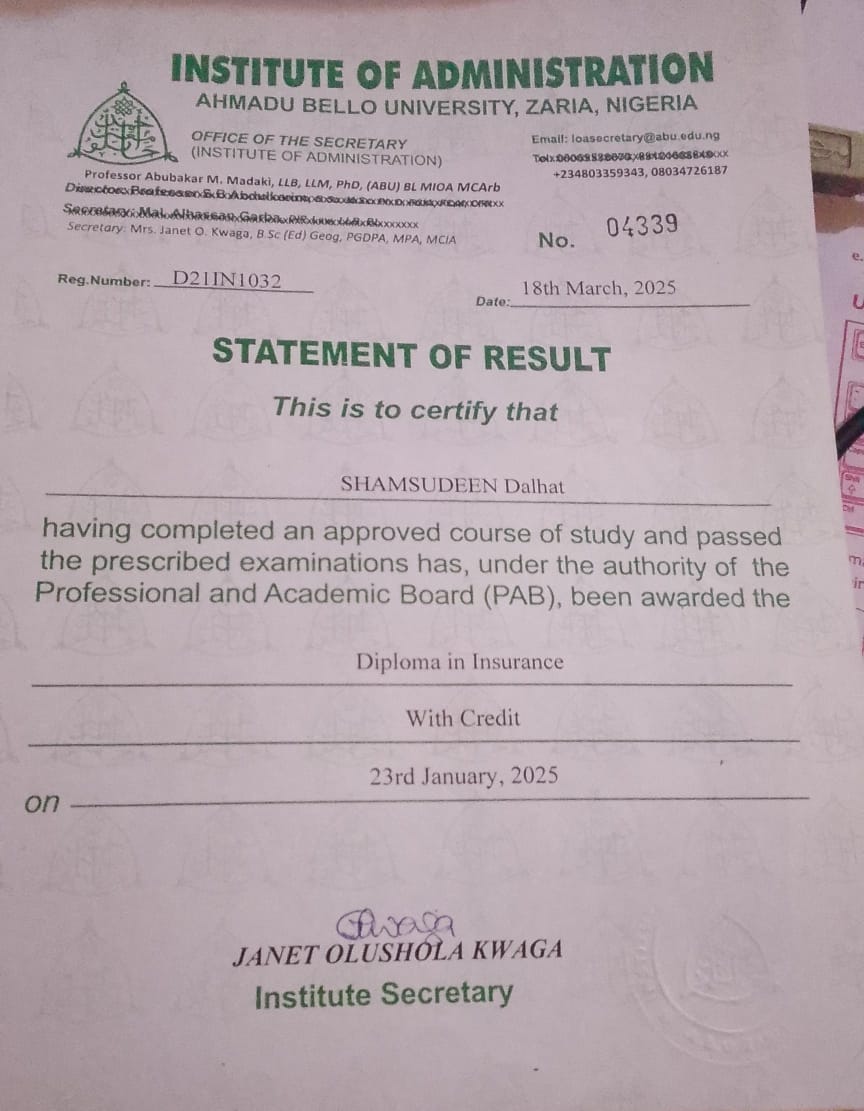 INSTITUTE OF ADMINISTRATION
AHMADU BELLO UNIVERSITY, ZARIA, NIGERIA
OFFICE OF THE SECRETARY
(INSTITUTE OF ADMINISTRATION)
Email: Ioasecretary@abu.edu.ng
+234803359343, 08034726187
Professor Abubakar M. Madaki, LLB, LLM, PhD, (ABU) BL MIOA MCArb
Secretary: Mal. Alhassan Garba,
Secretary: Mrs. Janet O. Kwaga, B.Sc (Ed) Geog, PGDPA, MPA, MCIA
No. 04339
Reg.Number: D21IN1032
Date: 18th March, 2025
STATEMENT OF RESULT
This is to certify that
SHAMSUDEEN Dalhat
having completed an approved course of study and passed
the prescribed examinations has, under the authority of the
Professional and Academic Board (PAB), been awarded the
Diploma in Insurance
With Credit
23rd January, 2025
on
JANET OLUSHOLA KWAGA
Institute Secretary